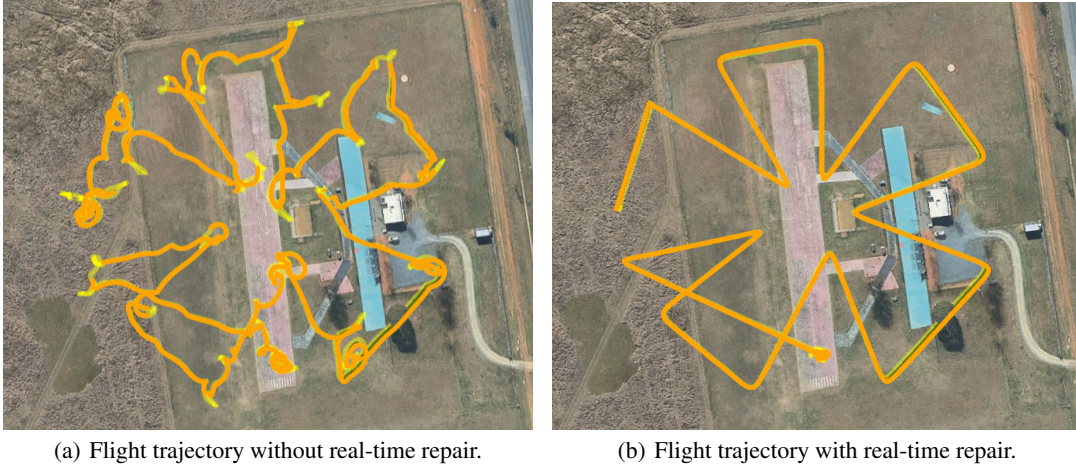 (a) Flight trajectory without real-time repair.
(b) Flight trajectory with real-time repair.